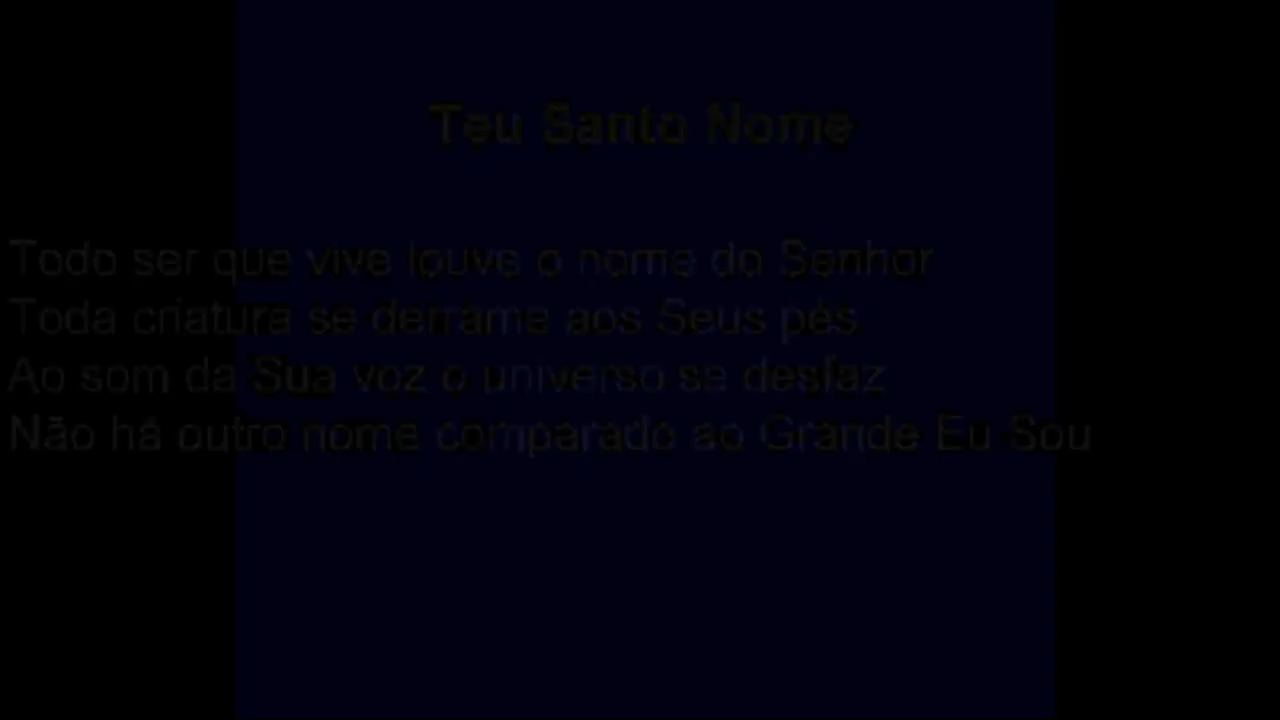 Teu Santo Nome
Todo ser que vive louve o nome do Senhor
Toda criatura se derrame aos Seus pés
Ao som da Sua voz o universo se desfaz
Não há outro nome comparado ao Grande Eu Sou